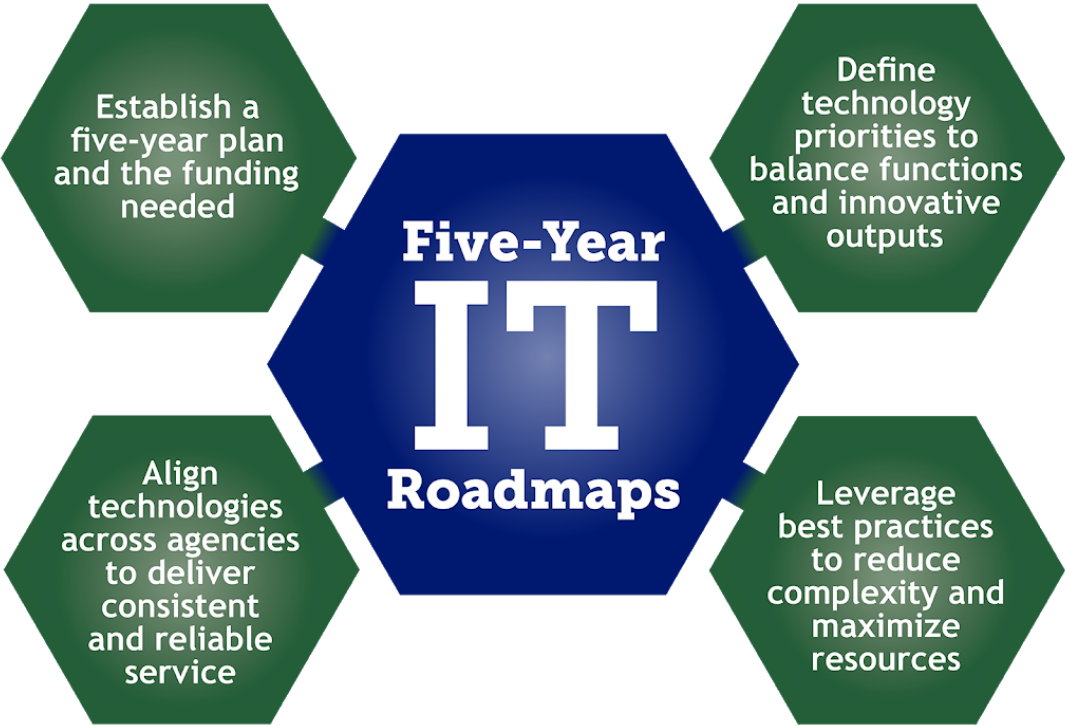 Establish a
five-year plan
and the funding
needed
Define
technology
priorities to
balance functions
and innovative
outputs
Five-Year
IT
Roadmaps
Align
technologies
across agencies
to deliver
consistent
and reliable
service
Leverage
best practices
to reduce
complexity and
maximize
resources